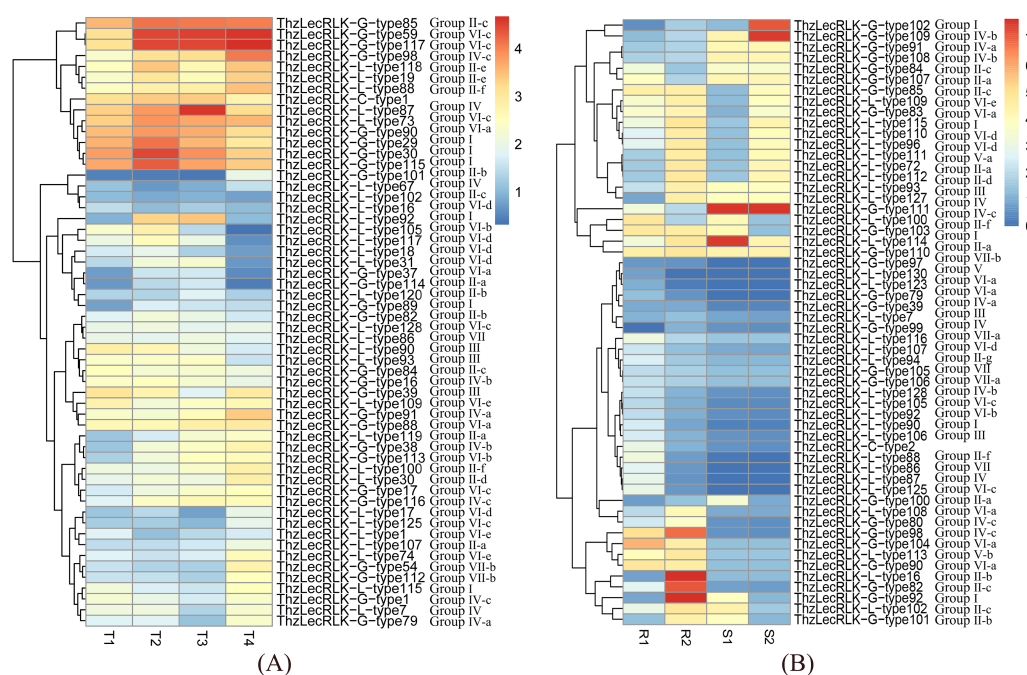 ThzLecRLK-G-type85 Group II-c
ThzLecRLK-G-type59 Group VI-c
ThzLecRLK-G-type117 Group VI-c
ThzLecRLK-G-type98 Group IV-c
ThzLecRLK-L-type118 Group II-e
ThzLecRLK-L-type19 Group II-e
ThzLecRLK-L-type88 Group II-f
ThzLecRLK-C-type1
ThzLecRLK-L-type87 Group IV
ThzLecRLK-L-type73 Group VI-c
ThzLecRLK-G-type90 Group VI-a
ThzLecRLK-G-type29 Group I
ThzLecRLK-G-type30 Group I
ThzLecRLK-G-type115 Group I
ThzLecRLK-G-type101 Group II-b
ThzLecRLK-L-type67 Group IV
ThzLecRLK-L-type102 Group II-c
ThzLecRLK-L-type16 Group VI-d
ThzLecRLK-L-type92 Group I
ThzLecRLK-L-type105 Group VI-b
ThzLecRLK-L-type117 Group VI-d
ThzLecRLK-L-type18 Group VI-d
ThzLecRLK-L-type31 Group VI-d
ThzLecRLK-G-type37 Group VI-a
ThzLecRLK-G-type114 Group II-a
ThzLecRLK-L-type120 Group II-b
ThzLecRLK-G-type89 Group I
ThzLecRLK-G-type82 Group II-b
ThzLecRLK-L-type128 Group VI-c
ThzLecRLK-L-type86 Group VII
ThzLecRLK-L-type90 Group III
ThzLecRLK-L-type93 Group III
ThzLecRLK-G-type84 Group II-c
ThzLecRLK-G-type16 Group IV-b
ThzLecRLK-G-type39 Group III
ThzLecRLK-L-type109 Group VI-e
ThzLecRLK-G-type91 Group IV-a
ThzLecRLK-G-type88 Group VI-a
ThzLecRLK-L-type119 Group II-a
ThzLecRLK-G-type38 Group IV-b
ThzLecRLK-G-type113 Group VI-b
ThzLecRLK-L-type100 Group II-f
ThzLecRLK-L-type30 Group II-d
ThzLecRLK-G-type17 Group VI-c
ThzLecRLK-G-type116 Group IV-c
ThzLecRLK-L-type17 Group VI-d
ThzLecRLK-L-type125 Group VI-c
ThzLecRLK-L-type1 Group VI-e
ThzLecRLK-L-type107 Group II-a
ThzLecRLK-L-type74 Group VI-e
ThzLecRLK-G-type54 Group VII-b
ThzLecRLK-G-type112 Group VII-b
ThzLecRLK-L-type115 Group I
ThzLecRLK-G-type1 Group IV-c
ThzLecRLK-L-type7 Group IV
ThzLecRLK-G-type79 Group IV-a
4
3
2
1
T1 T2 T3 T4
(A)
ThzLecRLK-G-type102 Group I
ThzLecRLK-G-type109 Group IV-b
ThzLecRLK-G-type91 Group IV-a
ThzLecRLK-G-type108 Group IV-b
ThzLecRLK-G-type84 Group II-c
ThzLecRLK-G-type107 Group II-a
ThzLecRLK-G-type85 Group II-c
ThzLecRLK-L-type109 Group VI-e
ThzLecRLK-G-type83 Group VI-a
ThzLecRLK-L-type115 Group I
ThzLecRLK-L-type110 Group VI-d
ThzLecRLK-L-type96 Group VI-d
ThzLecRLK-L-type111 Group V-a
ThzLecRLK-L-type72 Group II-a
ThzLecRLK-L-type112 Group II-d
ThzLecRLK-L-type93 Group III
ThzLecRLK-L-type127 Group IV
ThzLecRLK-G-type111 Group IV-c
ThzLecRLK-L-type100 Group II-f
ThzLecRLK-G-type103 Group I
ThzLecRLK-L-type114 Group II-a
ThzLecRLK-G-type110 Group VII-b
ThzLecRLK-G-type97 Group V
ThzLecRLK-L-type130 Group VI-a
ThzLecRLK-L-type123 Group VI-a
ThzLecRLK-G-type79 Group IV-a
ThzLecRLK-G-type39 Group III
ThzLecRLK-L-type7 Group IV
ThzLecRLK-G-type99
ThzLecRLK-L-type116 Group VII-a
ThzLecRLK-L-type107 Group VI-d
ThzLecRLK-L-type94 Group II-g
ThzLecRLK-G-type105 Group VII
ThzLecRLK-G-type106 Group VII-a
ThzLecRLK-L-type128 Group IV-b
ThzLecRLK-L-type105 Group VI-c
ThzLecRLK-L-type92 Group VI-b
ThzLecRLK-L-type90 Group I
ThzLecRLK-L-type106 Group III
ThzLecRLK-C-type2
ThzLecRLK-L-type88 Group II-f
ThzLecRLK-L-type86 Group VII
ThzLecRLK-L-type87 Group IV
ThzLecRLK-L-type125 Group VI-c
ThzLecRLK-G-type100 Group II-a
ThzLecRLK-L-type108 Group VI-a
ThzLecRLK-G-type80 Group IV-c
ThzLecRLK-G-type98 Group IV-c
ThzLecRLK-G-type104 Group VI-a
ThzLecRLK-L-type113 Group V-b
ThzLecRLK-G-type90 Group VI-a
ThzLecRLK-L-type16 Group II-b
ThzLecRLK-G-type82 Group II-c
ThzLecRLK-G-type92 Group I
ThzLecRLK-L-type102 Group II-c
ThzLecRLK-G-type101 Group II-b
R1 R2 S1 S2
(B)